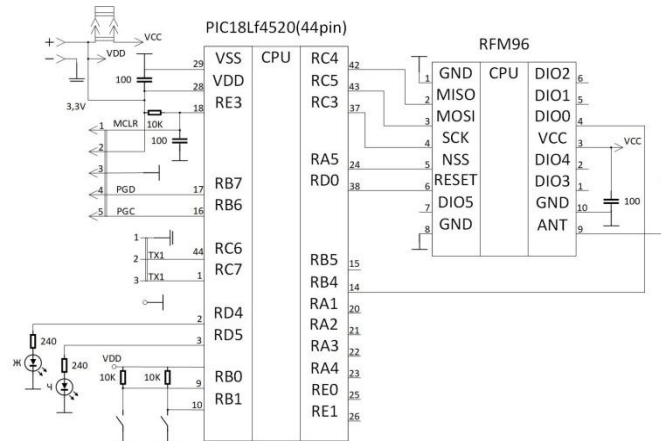 PIC18Lf4520(44pin)
RFM96
+
VCC
VDD
−
3,3V
100
10K
100
29
28
18
VSS CPU RC4
VDD RC5
RE3 RC3
42
43
37
RA5
RD0
24
38
RB7
RB6
17
16
1 MCLR
2
3
4 PGD
5 PGC
1
2 TX1
3 TX1
44
1
RC6
RC7
RB5
RB4
15
14
2
3
RD4
RD5
RA1
RA2
RA3
RA4
RE0
RE1
20
21
22
23
25
26
240
Ж
240
Ч
VDD
10K 10K
9
10
RB0
RB1
1 GND CPU DIO2 6
2 MISO DIO1 5
3 MOSI DIO0 4
4 SCK VCC 3
5 NSS DIO4 2
6 RESET DIO3 1
7 DIO5 GND 10
8 GND ANT 9
VCC
100